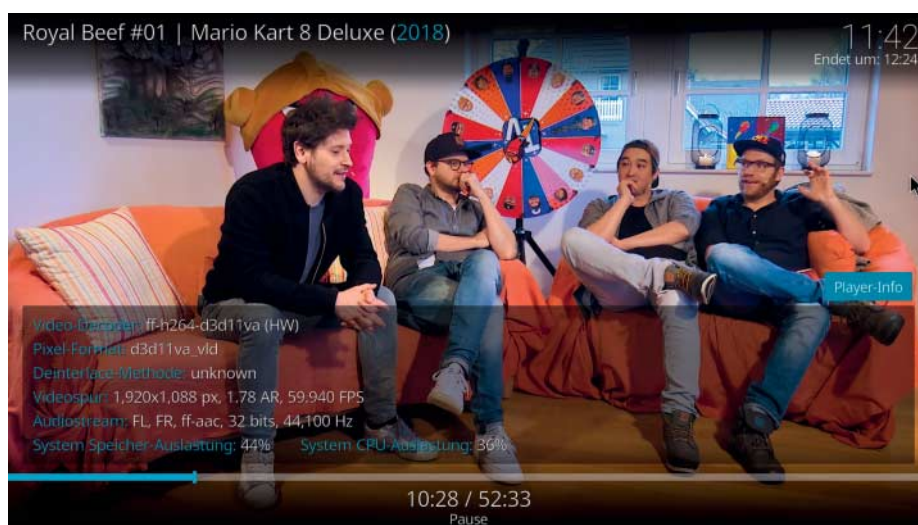 Royal Beef #01 | Mario Kart 8 Deluxe (2018)
11:42
Endet um: 12:24
Player-Info
Video-Decoder: ff-h264-d3d11va (HW)
Pixel-Format: d3d11va_vld
Deinterlace-Methode: unknown
Videospur: 1,920x1,088 px, 1.78 AR, 59.940 FPS
Audiostream: FL, FR, ff-aac, 32 bits, 44,100 Hz
System Speicher-Auslastung: 44% System CPU-Auslastung: 36%
10:28 / 52:33
Pause